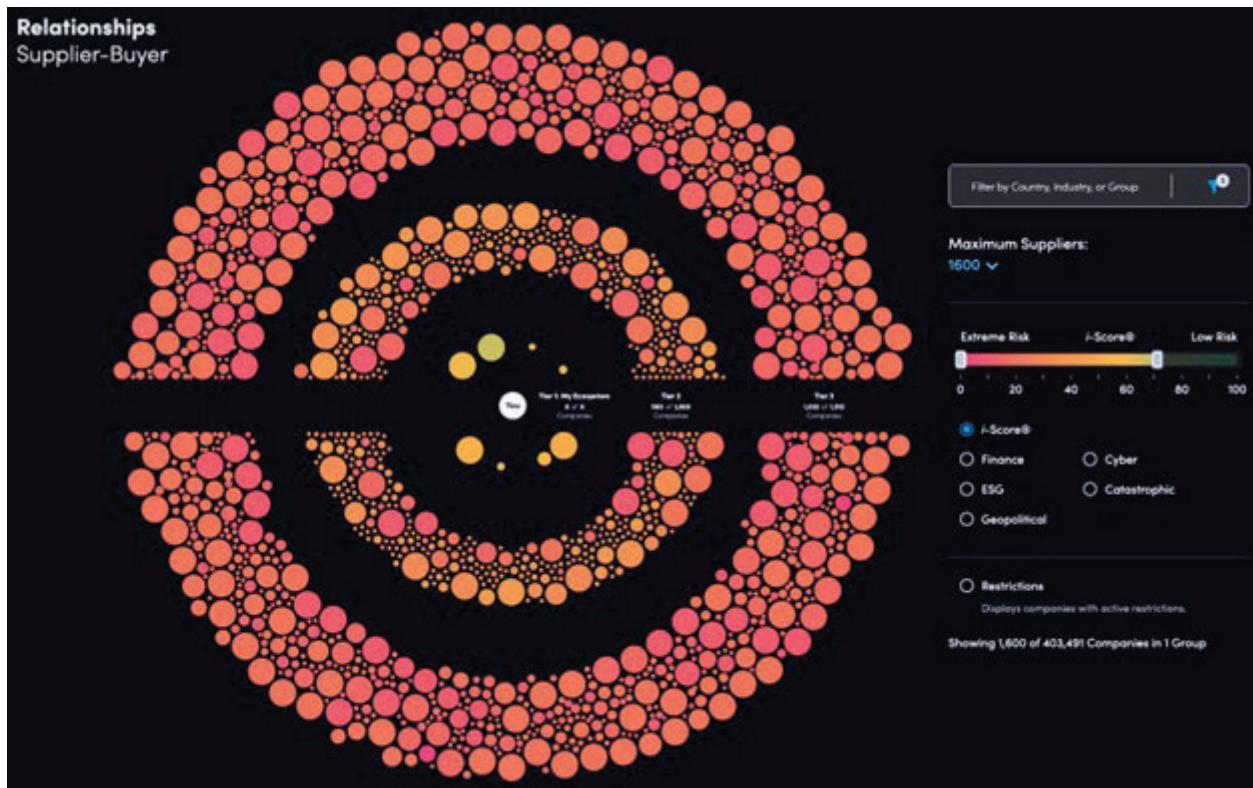 Relationships
Supplier-Buyer
Filter by Country, Industry, or Group
Maximum Suppliers:
1600
Extreme Risk
i-Score®
Low Risk
0 20 40 60 80 100
i-Score®
Finance
Cyber
ESG
Catastrophic
Geopolitical
Restrictions
Displays companies with active restrictions.
Showing 1,600 of 403,491 Companies in 1 Group
You
Tier 1: My Ecosystem
Companies
Tier 2
Companies
Tier 3
Companies